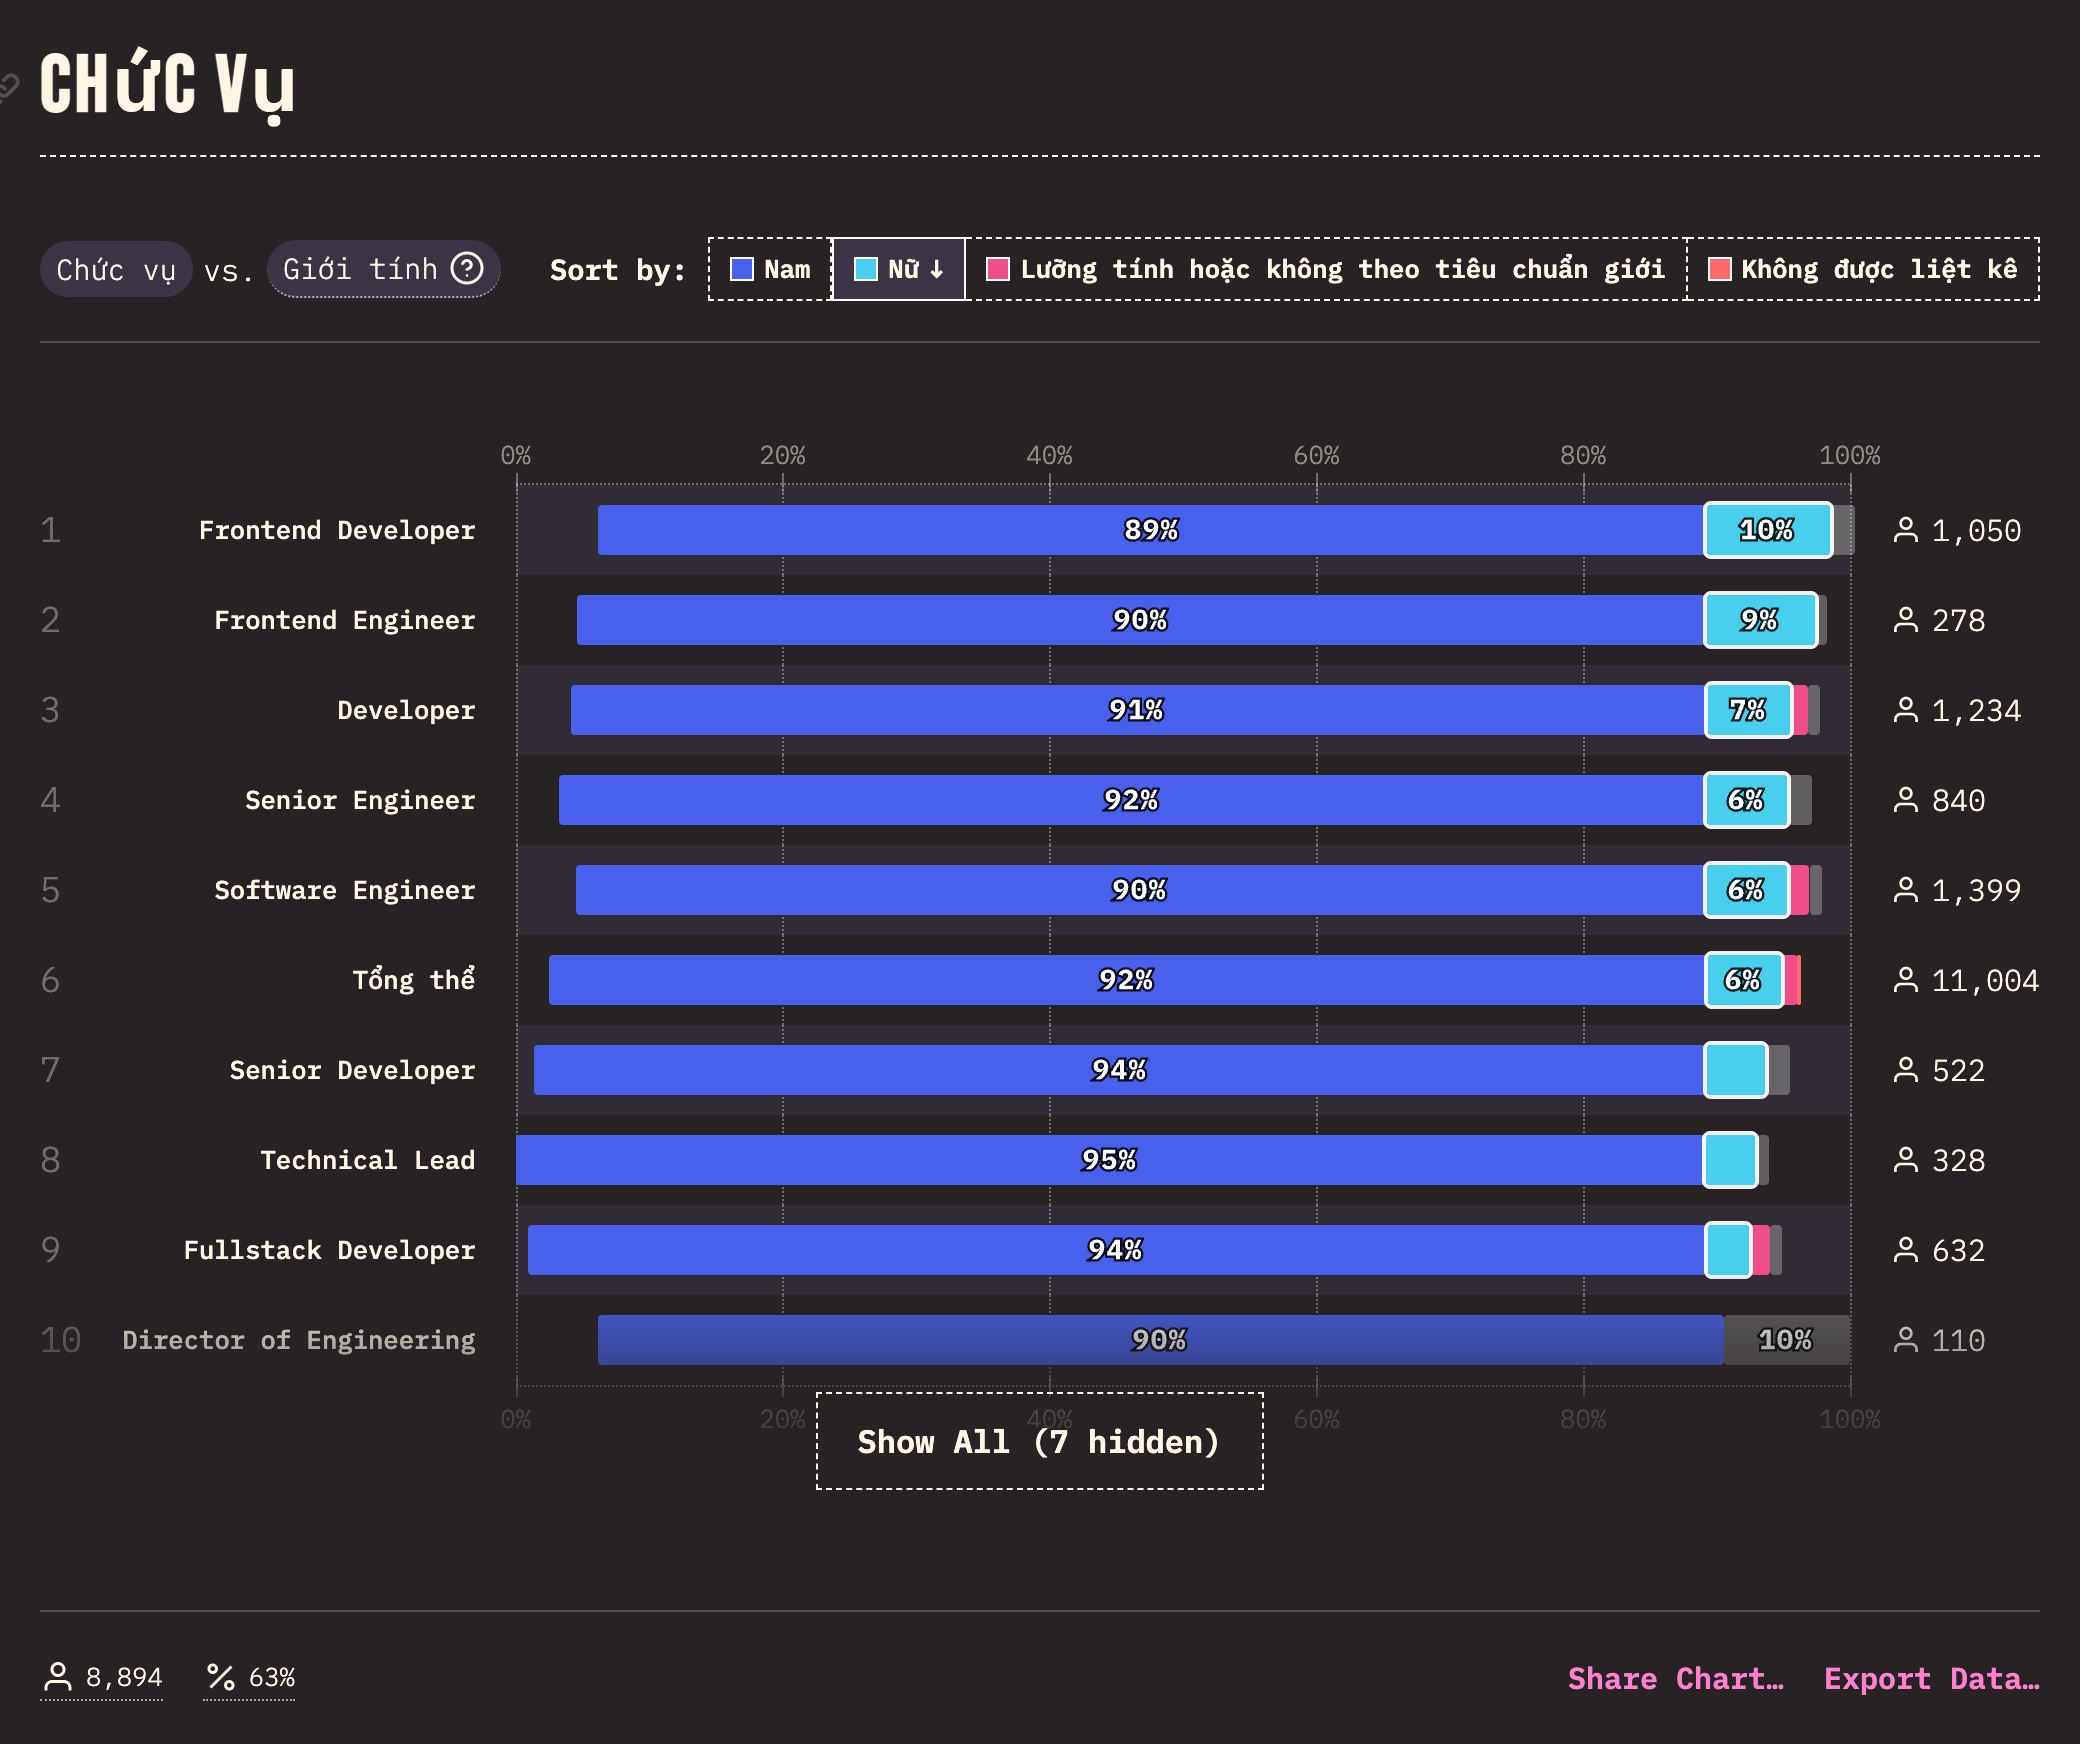 CHứC Vụ
Chức vụ vs. Giới tính ? Sort by: Nam Nữ ↓ Lưỡng tính hoặc không theo tiêu chuẩn giới Không được liệt kê
0% 20% 40% 60% 80% 100%
1 Frontend Developer 89% 10% 1,050
2 Frontend Engineer 90% 9% 278
3 Developer 91% 7% 1,234
4 Senior Engineer 92% 6% 840
5 Software Engineer 90% 6% 1,399
6 Tổng thể 92% 6% 11,004
7 Senior Developer 94% 522
8 Technical Lead 95% 328
9 Fullstack Developer 94% 632
10 Director of Engineering 90% 10% 110
0% 20% 40% 60% 80% 100%
Show All (7 hidden)
8,894 % 63% Share Chart… Export Data…